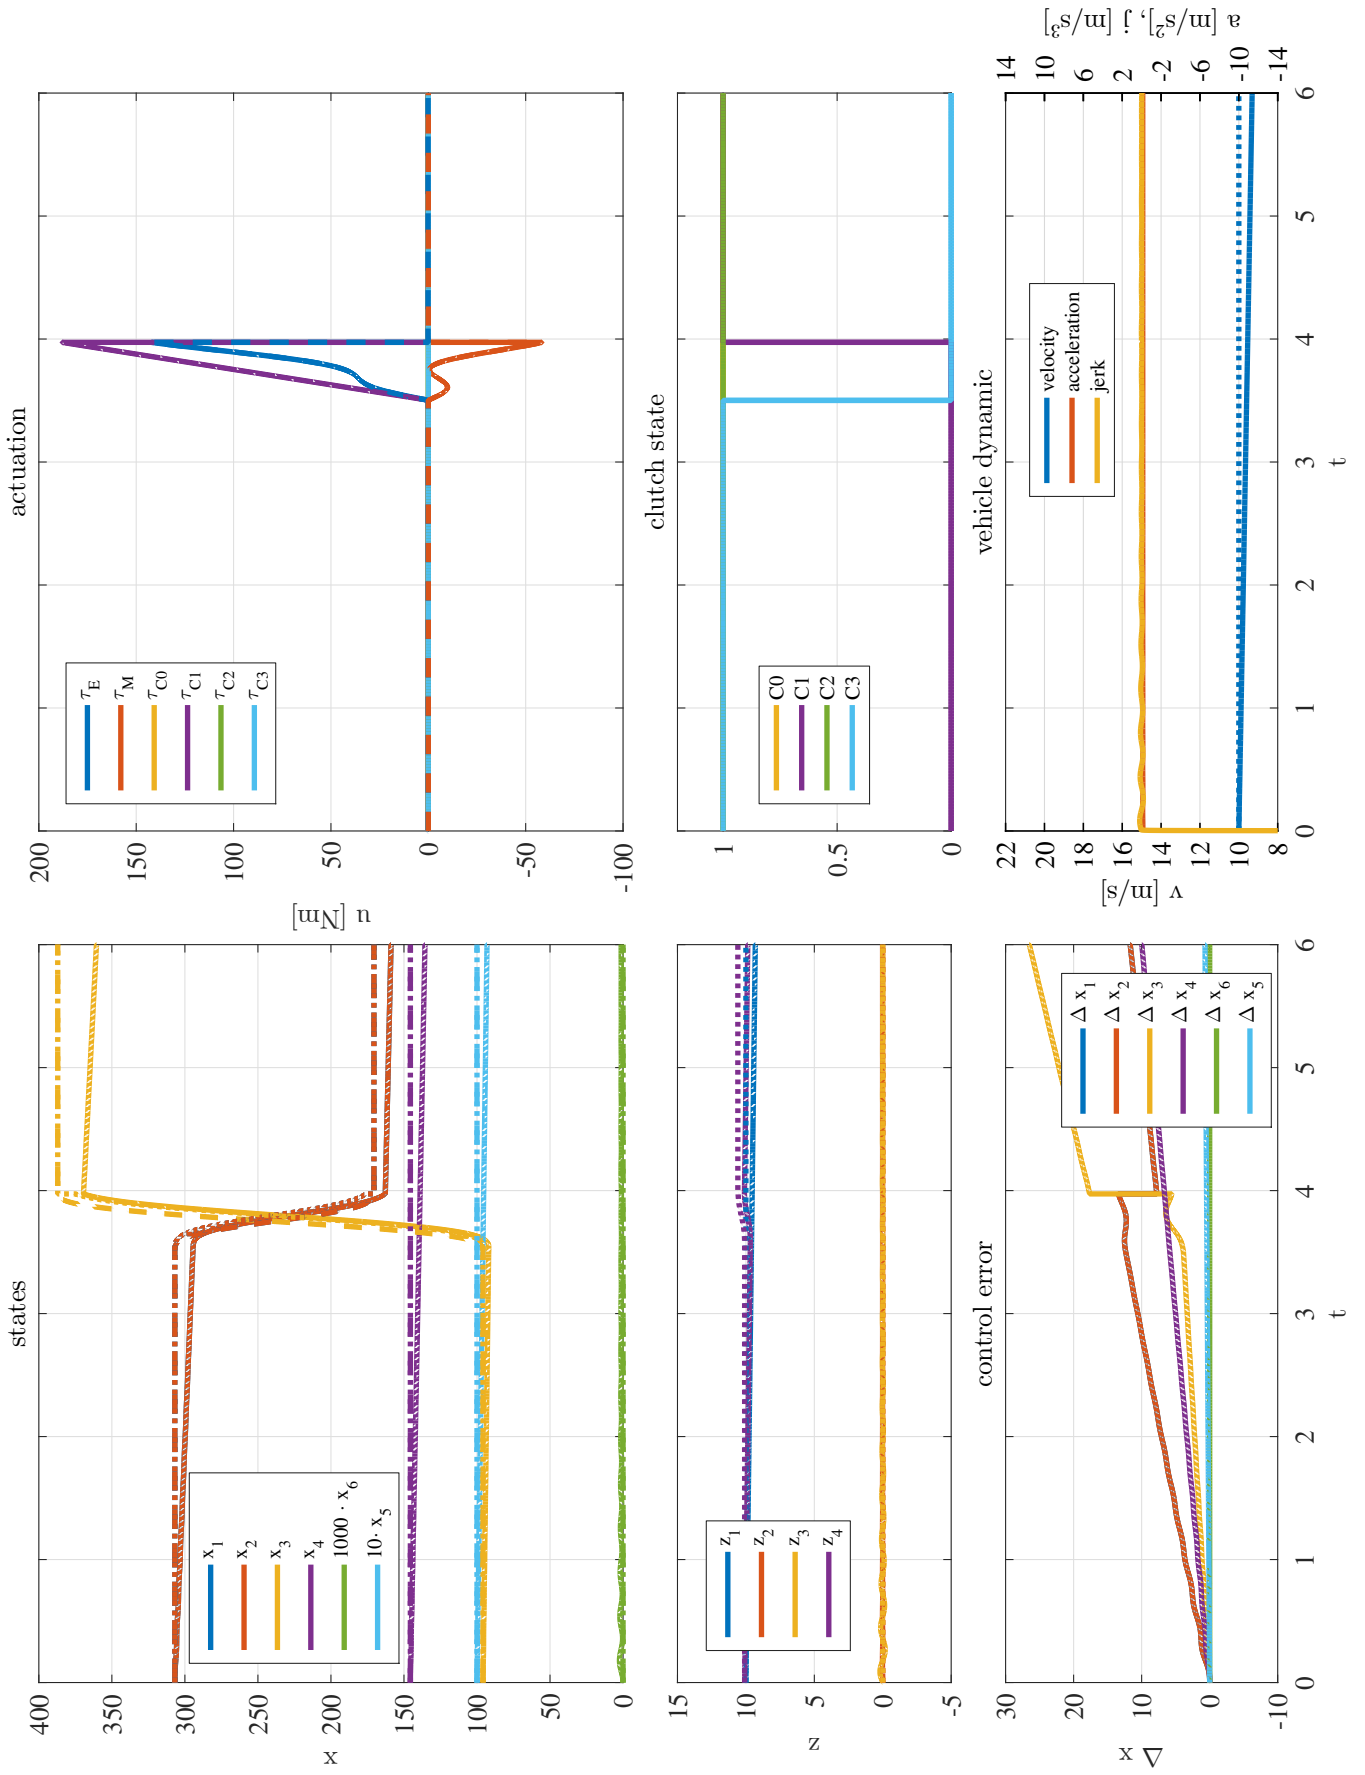 states
400
350
300
250
200
150
100
50
0
x
x1
x2
x3
x4
1000 · x6
10· x5
actuation
200
150
100
50
0
-50
-100
u [Nm]
τE
τM
τC0
τC1
τC2
τC3
15
10
5
0
-5
z
z1
z2
z3
z4
clutch state
1
0.5
0
C0
C1
C2
C3
control error
30
20
10
0
-10
Δ x
0 1 2 3 4 5 6
t
Δ x1
Δ x2
Δ x3
Δ x4
Δ x6
Δ x5
vehicle dynamic
22
20
18
16
14
12
10
8
v [m/s]
velocity
acceleration
jerk
14
10
6
2
-2
-6
-10
-14
a [m/s²], j [m/s³]
0 1 2 3 4 5 6
t